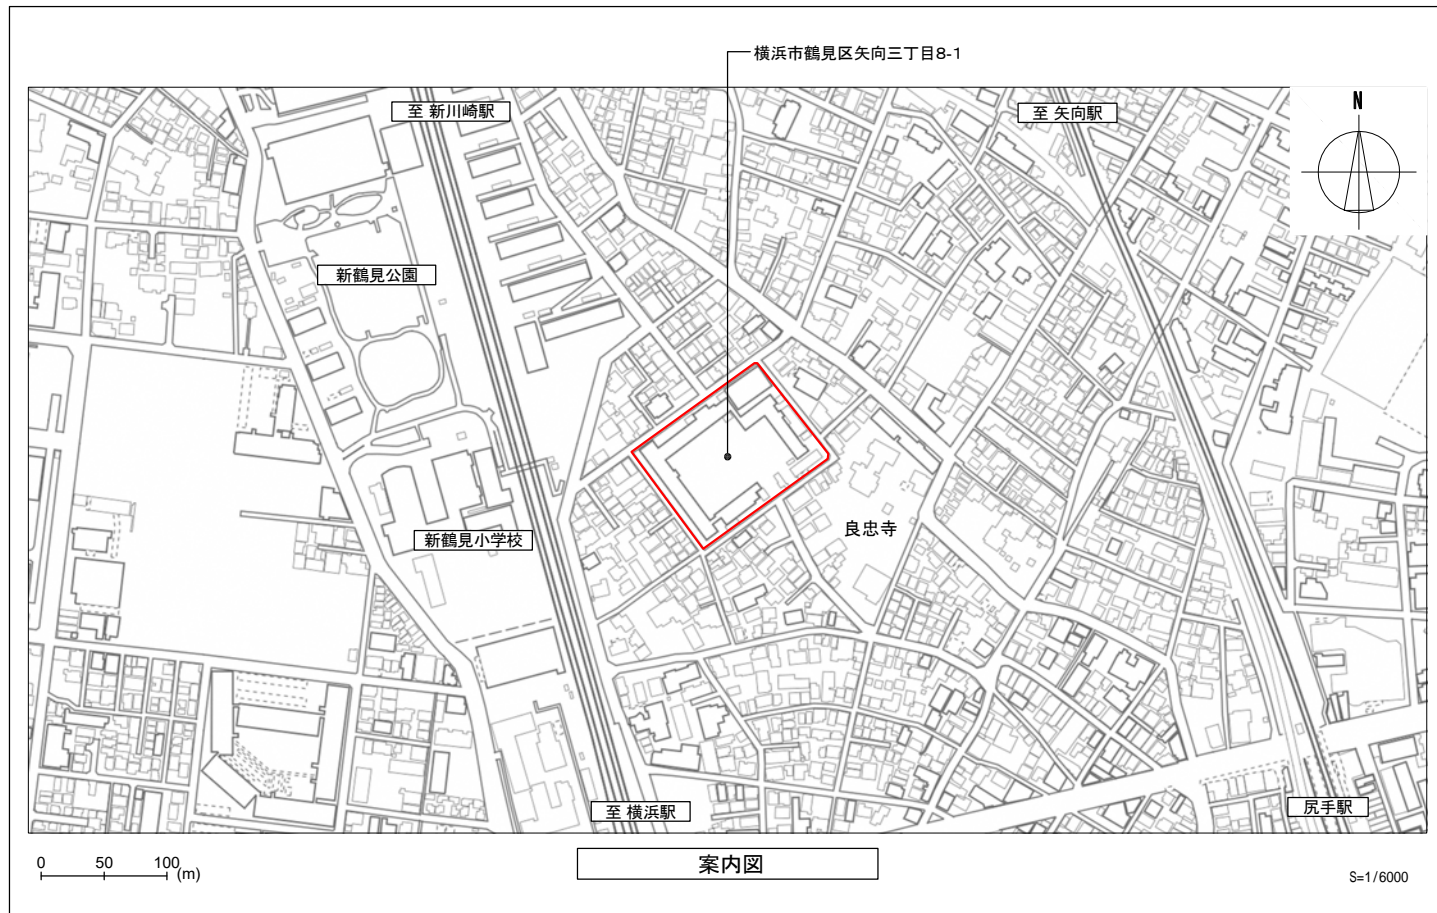 横浜市鶴見区矢向三丁目8-1
至 新川崎駅
至 矢向駅
N
新鶴見公園
新鶴見小学校
良忠寺
至 横浜駅
尻手駅
0 50 100 (m)
案内図
S=1/6000